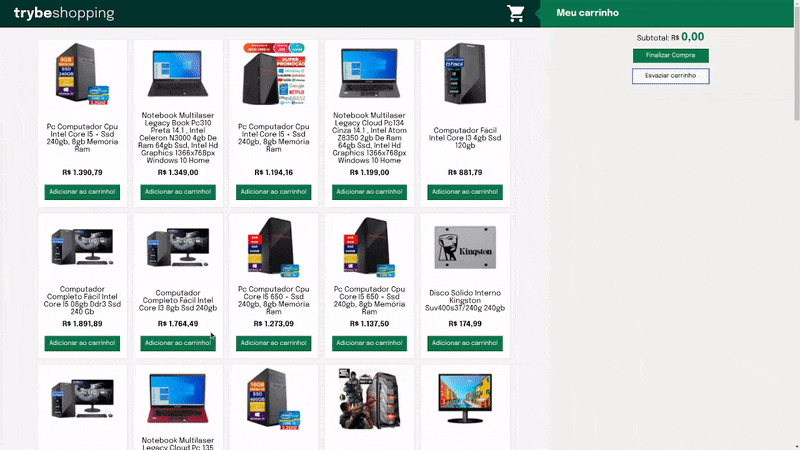 trybeshopping
Meu carrinho
Subtotal: R$ 0,00
Finalizar Compra
Esvaziar carrinho
Pc Computador Cpu
Intel Core I5 + Ssd
240gb, 8gb Memória
Ram
R$ 1.390,79
Adicionar ao carrinho!
Notebook Multilaser
Legacy Book Pc310
Preta 14.1 , Intel
Celeron N3000 4gb De
Ram 64gb Ssd, Intel Hd
Graphics 1366x768px
Windows 10 Home
R$ 1.349,00
Adicionar ao carrinho!
SUPER
PROMOÇÃO
Pc Computador Cpu
Intel Core I5 + Ssd
240gb, 8gb Memória
Ram
R$ 1.194,16
Adicionar ao carrinho!
Notebook Multilaser
Legacy Cloud Pc134
Cinza 14.1 , Intel Atom
Z8350 2gb De Ram
64gb Ssd, Intel Hd
Graphics 1366x768px
Windows 10 Home
R$ 1.199,00
Adicionar ao carrinho!
Computador Fácil
Intel Core I3 4gb Ssd
120gb
R$ 881,79
Adicionar ao carrinho!
Computador
Completo Fácil Intel
Core I5 08gb Ddr3 Ssd
240 Gb
R$ 1.891,89
Adicionar ao carrinho!
Computador
Completo Fácil Intel
Core I3 8gb Ssd 240gb
R$ 1.764,49
Adicionar ao carrinho!
Pc Computador Cpu
Core I5 650 + Ssd
240gb, 8gb Memória
Ram
R$ 1.273,09
Adicionar ao carrinho!
Pc Computador Cpu
Core I5 650 + Ssd
240gb, 8gb Memória
Ram
R$ 1.137,50
Adicionar ao carrinho!
Kingston
Disco Sólido Interno
Kingston
Suv400s37/240g 240gb
R$ 174,99
Adicionar ao carrinho!
Notebook Multilaser
Legacy Cloud Pc 135
16GB
SSD
480GB